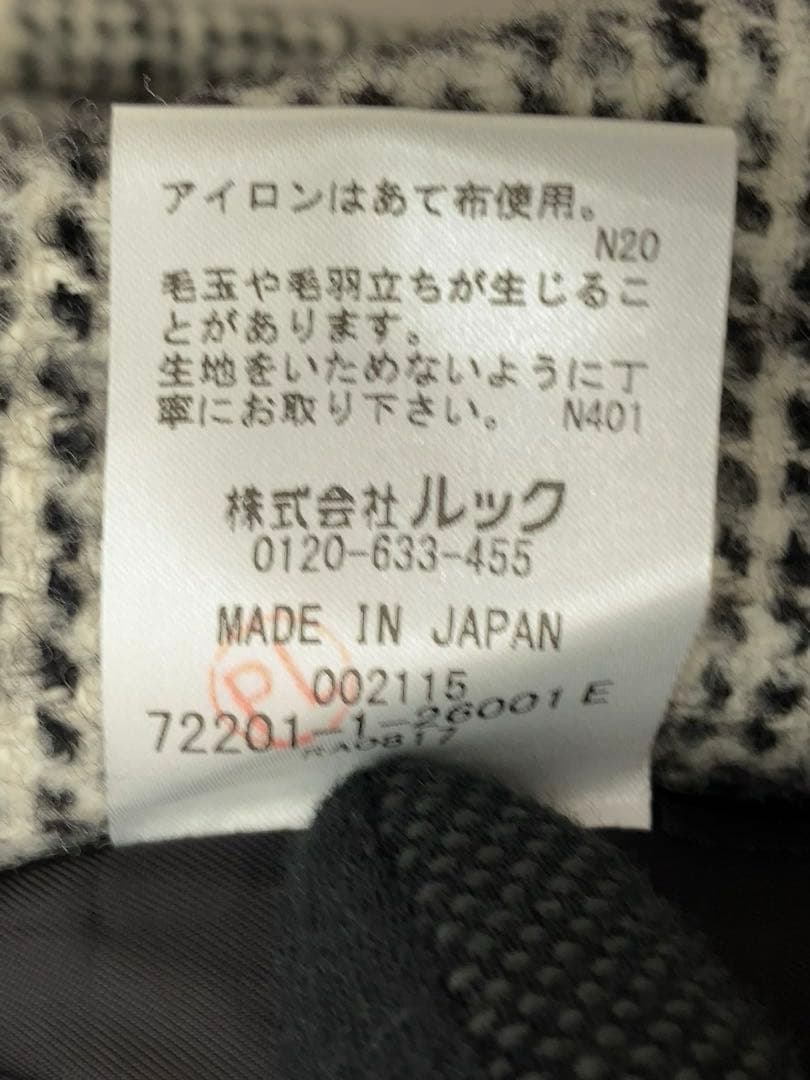 アイロンはあて布使用。
N20
毛玉や毛羽立ちが生じるこ
とがあります。
生地をいためないように丁
寧にお取り下さい。 N401
株式会社ルック
0120-633-455
MADE IN JAPAN
PL
002115
72201-1-26001 E